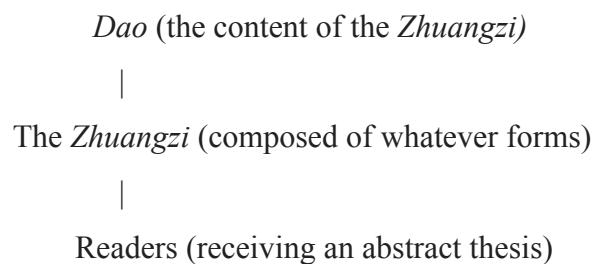 Dao (the content of the Zhuangzi)
|
The Zhuangzi (composed of whatever forms)
|
Readers (receiving an abstract thesis)